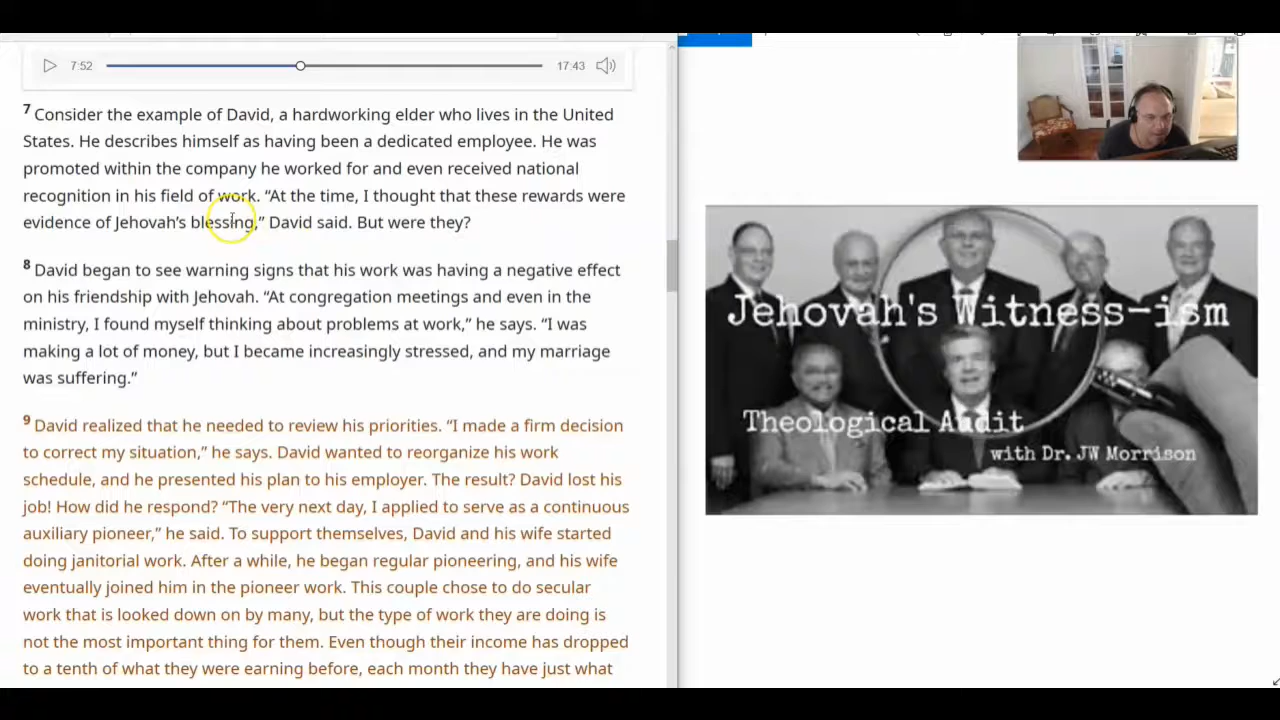 7:52
17:43
7 Consider the example of David, a hardworking elder who lives in the United
States. He describes himself as having been a dedicated employee. He was
promoted within the company he worked for and even received national
recognition in his field of work. “At the time, I thought that these rewards were
evidence of Jehovah’s blessing,” David said. But were they?
8 David began to see warning signs that his work was having a negative effect
on his friendship with Jehovah. “At congregation meetings and even in the
ministry, I found myself thinking about problems at work,” he says. “I was
making a lot of money, but I became increasingly stressed, and my marriage
was suffering.”
9 David realized that he needed to review his priorities. “I made a firm decision
to correct my situation,” he says. David wanted to reorganize his work
schedule, and he presented his plan to his employer. The result? David lost his
job! How did he respond? “The very next day, I applied to serve as a continuous
auxiliary pioneer,” he said. To support themselves, David and his wife started
doing janitorial work. After a while, he began regular pioneering, and his wife
eventually joined him in the pioneer work. This couple chose to do secular
work that is looked down on by many, but the type of work they are doing is
not the most important thing for them. Even though their income has dropped
to a tenth of what they were earning before, each month they have just what
Jehovah's Witness-ism
Theological Audit
with Dr. JW Morrison